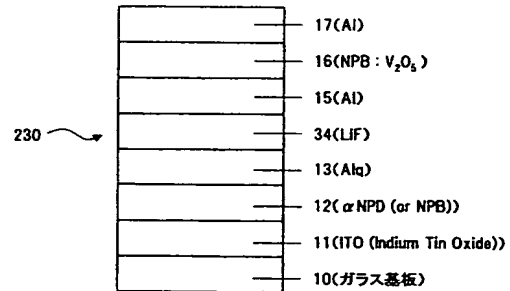 17(Al)
16(NPB : V₂O₅)
15(Al)
34(LiF)
230
13(Alq)
12(αNPD (or NPB))
11(ITO (Indium Tin Oxide))
10(ガラス基板)